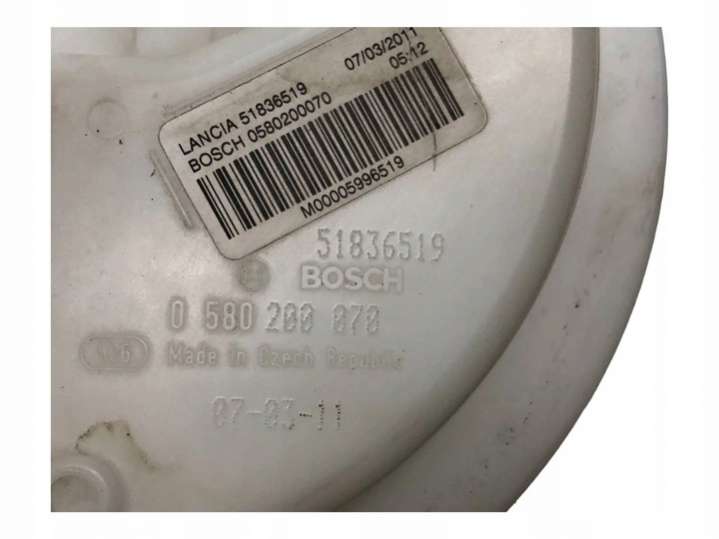 LANCIA 51836519 07/03/2011
BOSCH 0580200070 05:12
M00005996519
51836519
BOSCH
0 580 200 070
Made in Czech Republic
07-03-11